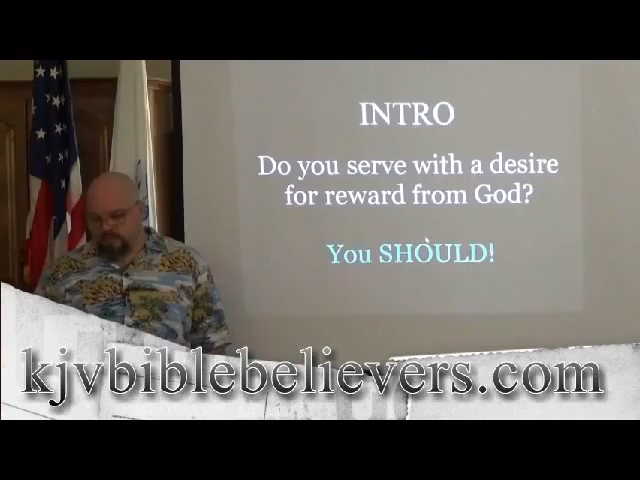 INTRO
Do you serve with a desire
for reward from God?
You SHOULD!
kjvbiblebelievers.com